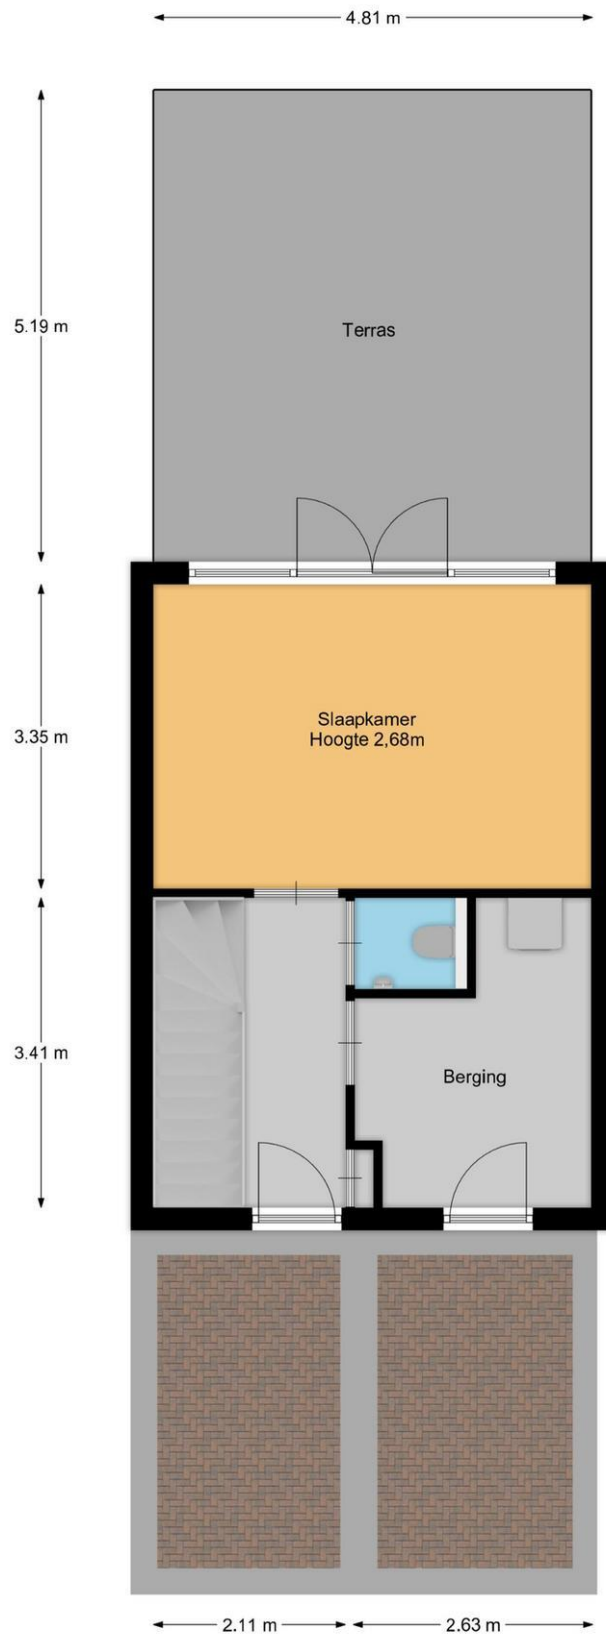 4.81 m
5.19 m
Terras
Slaapkamer
Hoogte 2,68m
3.35 m
3.41 m
Berging
2.11 m
2.63 m